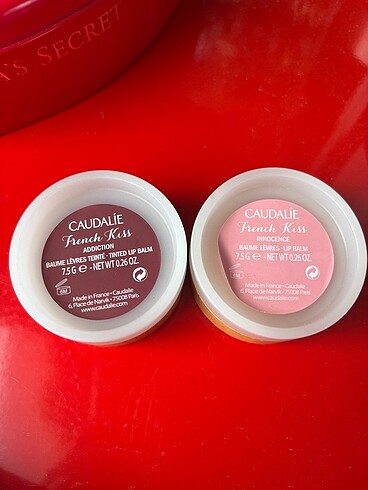 A'S SECRET
CAUDALÍE
French Kiss
ADDICTION
BAUME LÈVRES TEINTÉ · TINTED LIP BALM
7.5 G ℮ - NET WT 0.26 OZ.
6M
Made in France - Caudalie
6, Place de Narvik - 75008 Paris
www.caudalie.com
CAUDALÍE
French Kiss
INNOCENCE
BAUME LÈVRES · LIP BALM
7.5 G ℮ - NET WT 0.26 OZ.
Made in France - Caudalie
6, Place de Narvik - 75008 Paris
www.caudalie.com